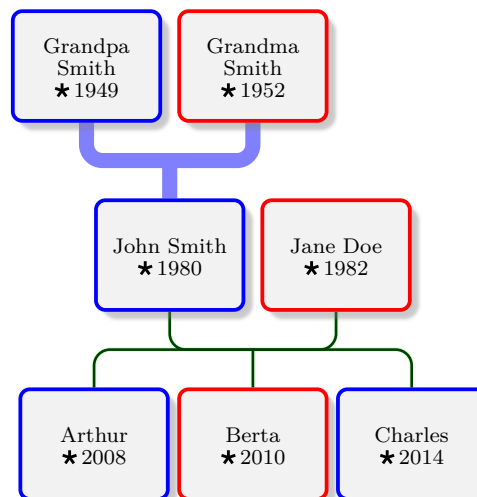 Grandpa
Smith
★1949
Grandma
Smith
★1952
John Smith
★1980
Jane Doe
★1982
Arthur
★2008
Berta
★2010
Charles
★2014